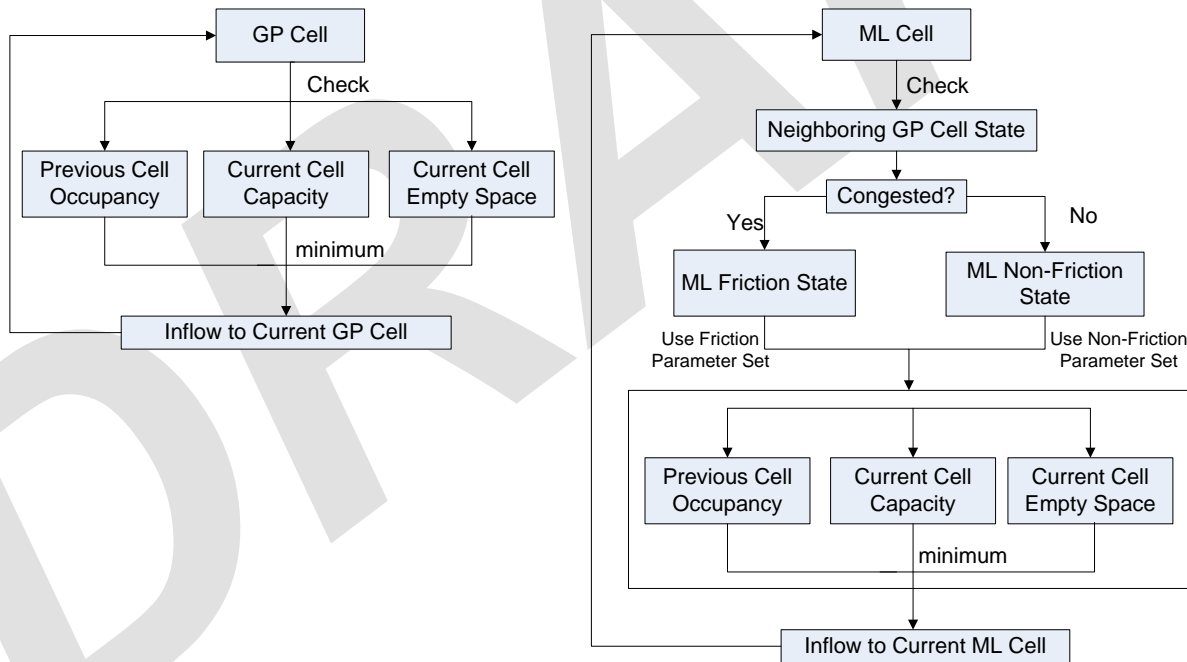 GP Cell
Check
Previous Cell
Occupancy
Current Cell
Capacity
Current Cell
Empty Space
minimum
Inflow to Current GP Cell
ML Cell
Check
Neighboring GP Cell State
Congested?
Yes
No
ML Friction State
ML Non-Friction
State
Use Friction
Parameter Set
Use Non-Friction
Parameter Set
Previous Cell
Occupancy
Current Cell
Capacity
Current Cell
Empty Space
minimum
Inflow to Current ML Cell